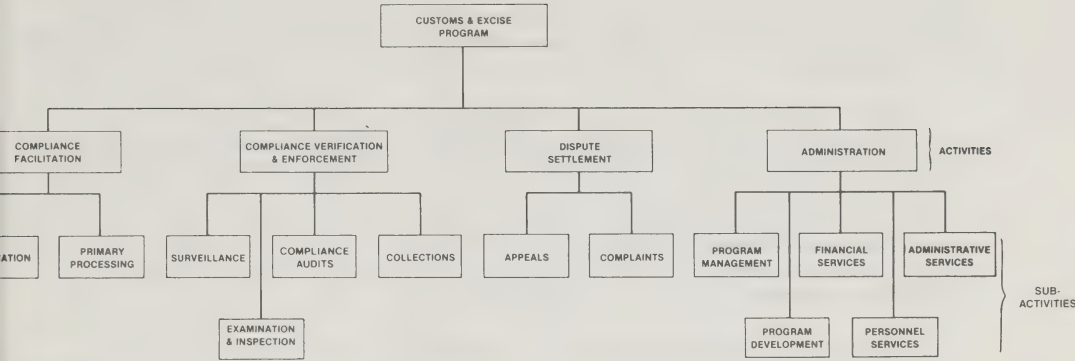 CUSTOMS & EXCISE
PROGRAM
COMPLIANCE
FACILITATION
COMPLIANCE VERIFICATION
& ENFORCEMENT
DISPUTE
SETTLEMENT
ADMINISTRATION
ACTIVITIES
ATION
PRIMARY
PROCESSING
SURVEILLANCE
COMPLIANCE
AUDITS
COLLECTIONS
APPEALS
COMPLAINTS
PROGRAM
MANAGEMENT
FINANCIAL
SERVICES
ADMINISTRATIVE
SERVICES
SUB-
ACTIVITIES
EXAMINATION
& INSPECTION
PROGRAM
DEVELOPMENT
PERSONNEL
SERVICES